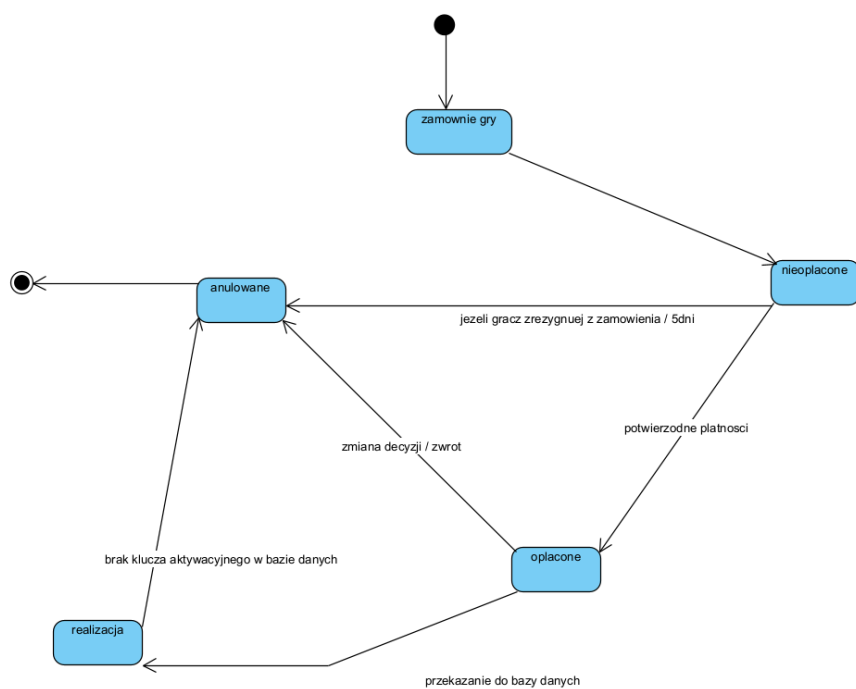 zamownie gry
nieoplacone
anulowane
jezeli gracz zrezygnuej z zamowienia / 5dni
potwierzodne platnosci
zmiana decyzji / zwrot
oplacone
brak klucza aktywacyjnego w bazie danych
realizacja
przekazanie do bazy danych